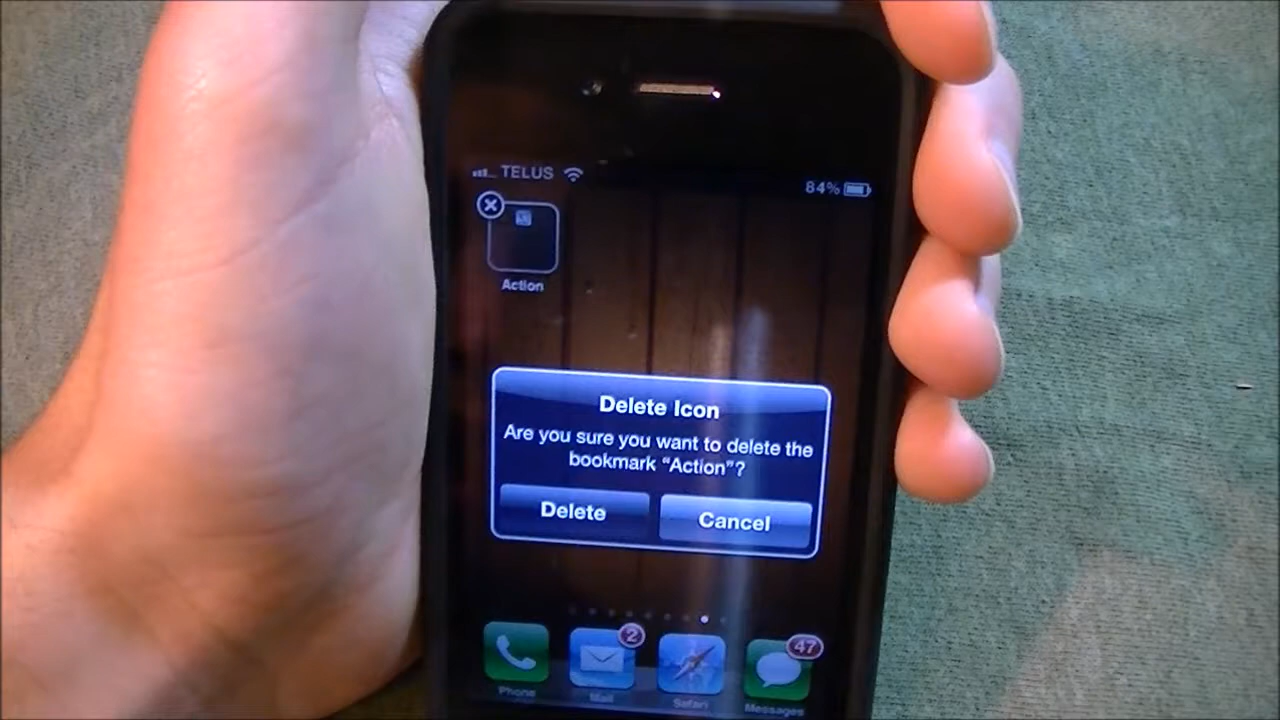 TELUS
84%
Action
Delete Icon
Are you sure you want to delete the
bookmark “Action”?
Delete Cancel
2
47
Phone Mail Safari Messages